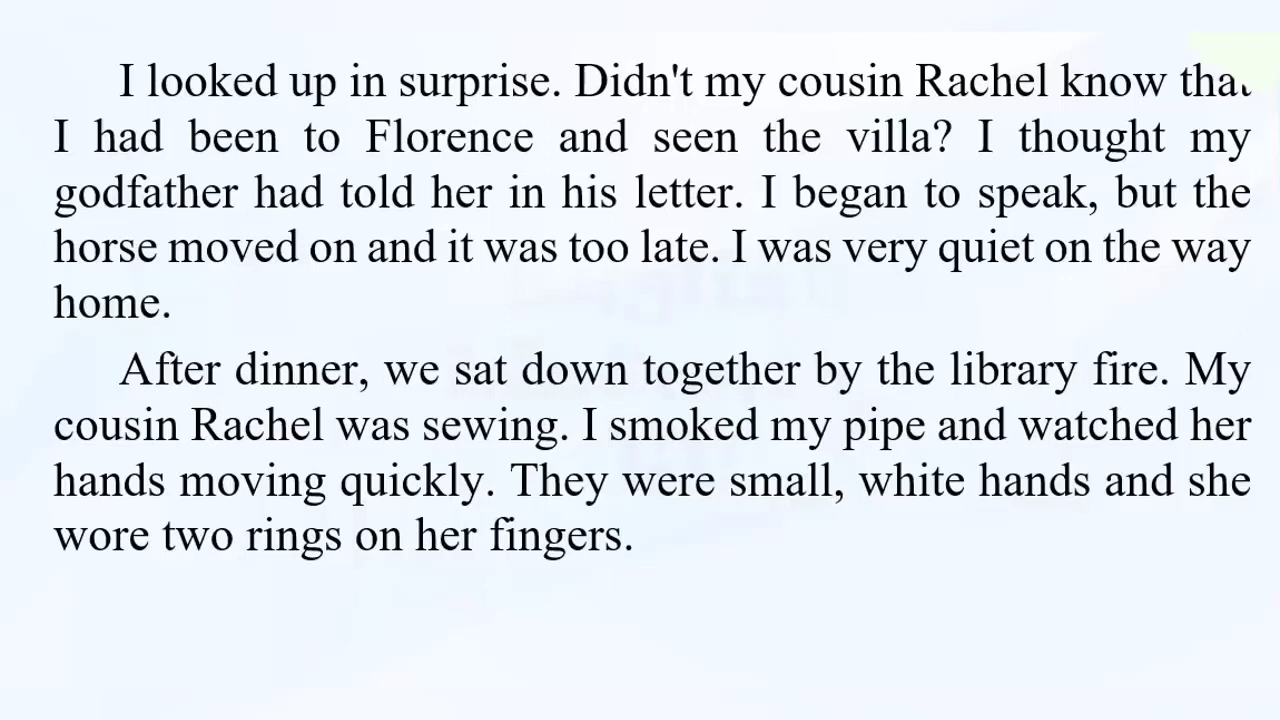 I looked up in surprise. Didn't my cousin Rachel know that
I had been to Florence and seen the villa? I thought my
godfather had told her in his letter. I began to speak, but the
horse moved on and it was too late. I was very quiet on the way
home.
After dinner, we sat down together by the library fire. My
cousin Rachel was sewing. I smoked my pipe and watched her
hands moving quickly. They were small, white hands and she
wore two rings on her fingers.